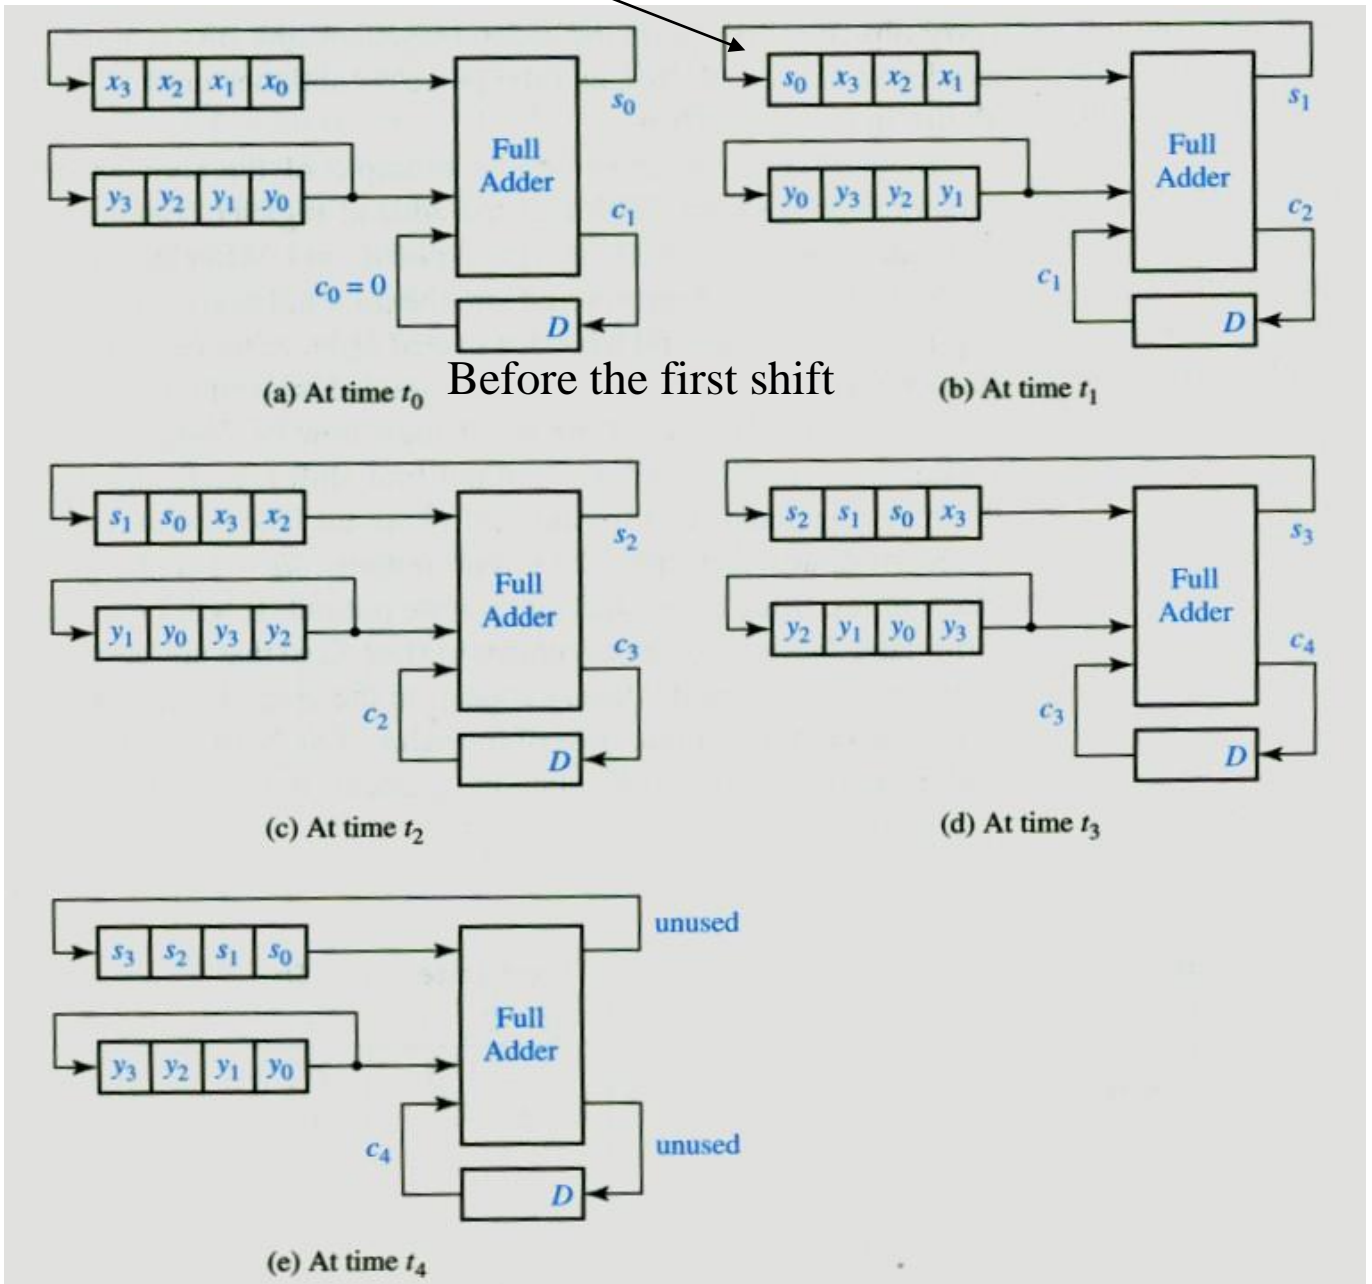 x3 x2 x1 x0
s0
y3 y2 y1 y0
Full
Adder
c1
c0 = 0
D
(a) At time t0
Before the first shift
s0 x3 x2 x1
s1
y0 y3 y2 y1
Full
Adder
c2
c1
D
(b) At time t1
s1 s0 x3 x2
s2
y1 y0 y3 y2
Full
Adder
c3
c2
D
(c) At time t2
s2 s1 s0 x3
s3
y2 y1 y0 y3
Full
Adder
c4
c3
D
(d) At time t3
s3 s2 s1 s0
unused
y3 y2 y1 y0
Full
Adder
c4
unused
D
(e) At time t4